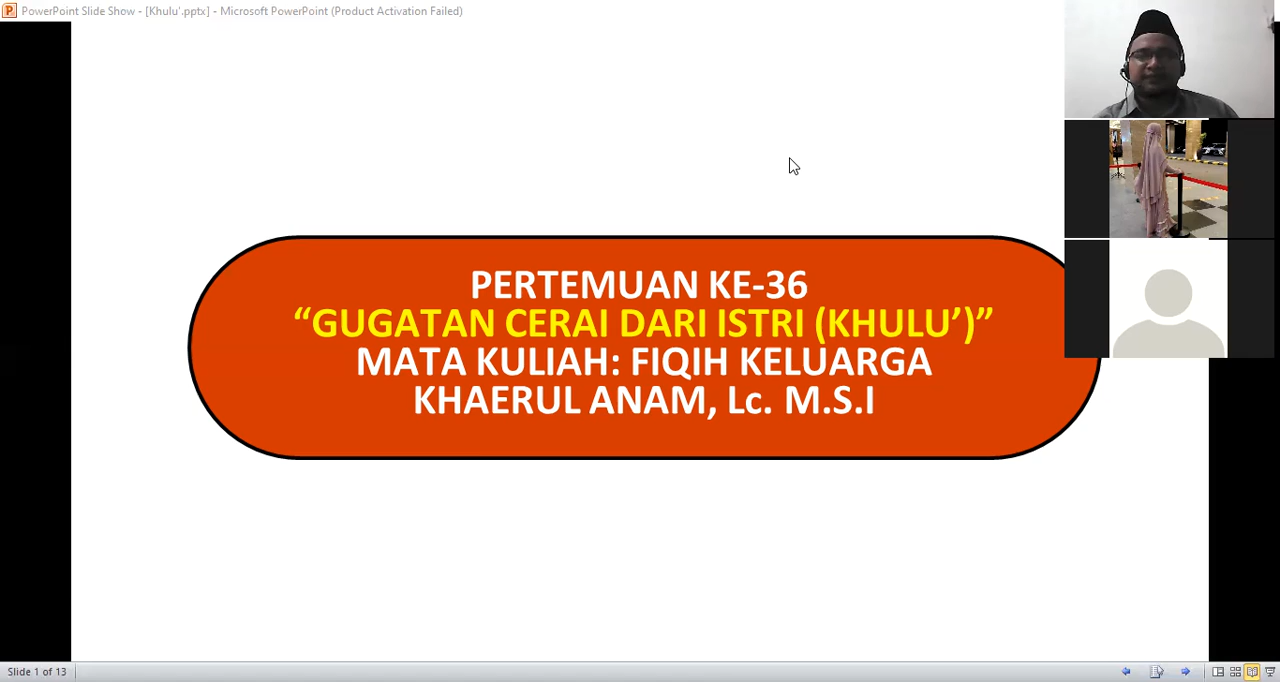 PowerPoint Slide Show - [Khulu'.pptx] - Microsoft PowerPoint (Product Activation Failed)
PERTEMUAN KE-36
“GUGATAN CERAI DARI ISTRI (KHULU’)”
MATA KULIAH: FIQIH KELUARGA
KHAERUL ANAM, Lc. M.S.I
Slide 1 of 13